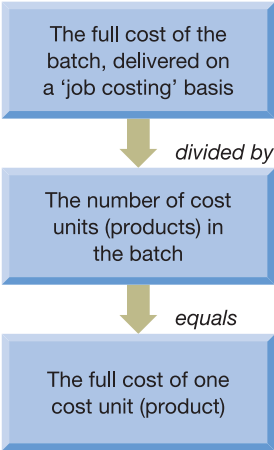 The full cost of the
batch, delivered on
a ‘job costing’ basis
divided by
The number of cost
units (products) in
the batch
equals
The full cost of one
cost unit (product)